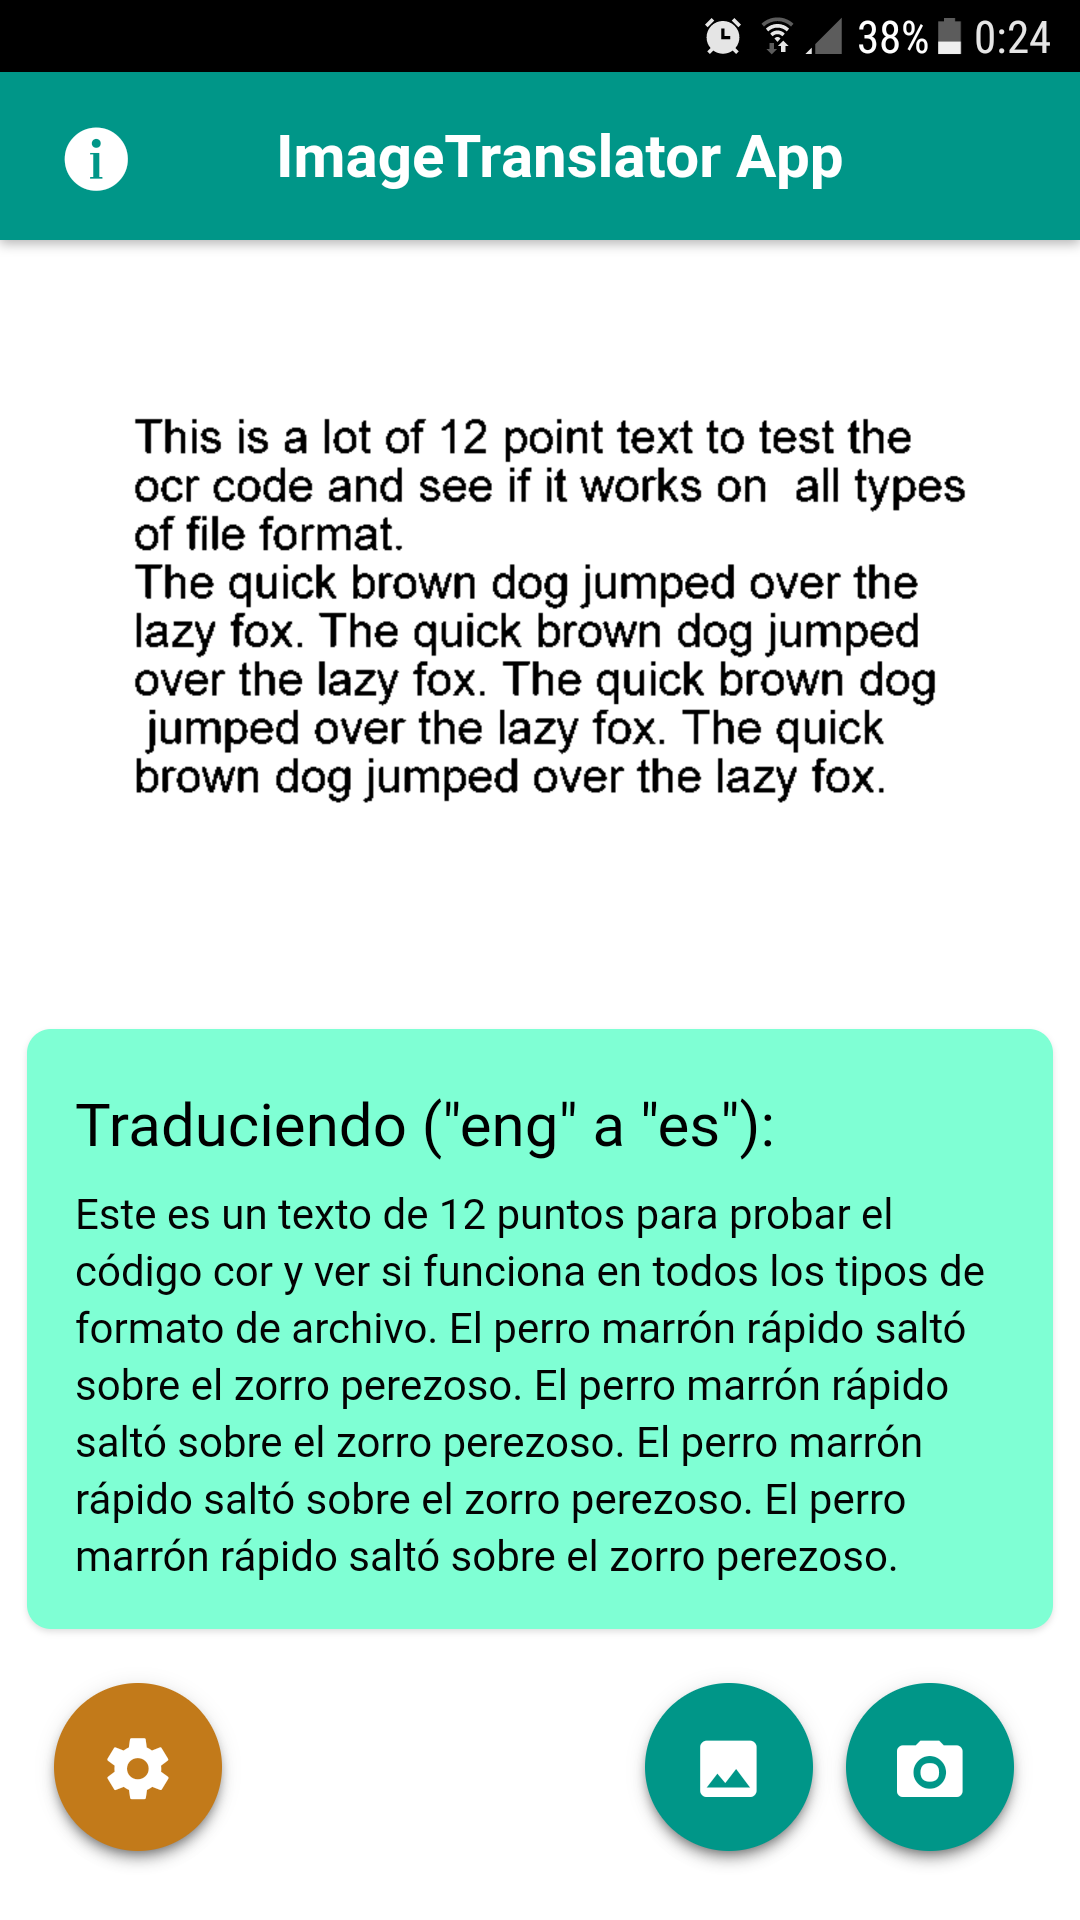 38% 0:24
ImageTranslator App
This is a lot of 12 point text to test the
ocr code and see if it works on all types
of file format.
The quick brown dog jumped over the
lazy fox. The quick brown dog jumped
over the lazy fox. The quick brown dog
jumped over the lazy fox. The quick
brown dog jumped over the lazy fox.
Traduciendo ("eng" a "es"):
Este es un texto de 12 puntos para probar el
código cor y ver si funciona en todos los tipos de
formato de archivo. El perro marrón rápido saltó
sobre el zorro perezoso. El perro marrón rápido
saltó sobre el zorro perezoso. El perro marrón
rápido saltó sobre el zorro perezoso. El perro
marrón rápido saltó sobre el zorro perezoso.